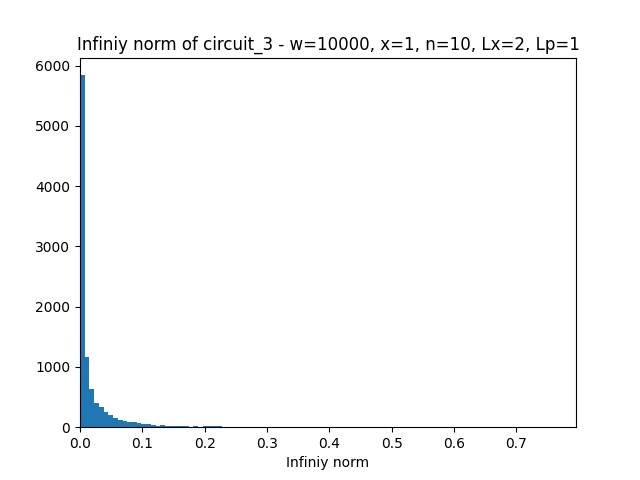 Infiniy norm of circuit_3 - w=10000, x=1, n=10, Lx=2, Lp=1
6000
5000
4000
3000
2000
1000
0
0.0 0.1 0.2 0.3 0.4 0.5 0.6 0.7
Infiniy norm